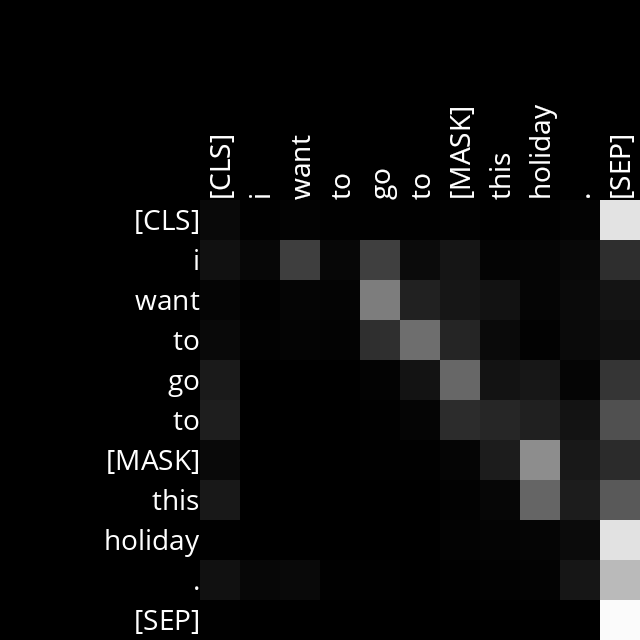 [CLS] i want to go to [MASK] this holiday . [SEP]
[CLS]
i
want
to
go
to
[MASK]
this
holiday
.
[SEP]